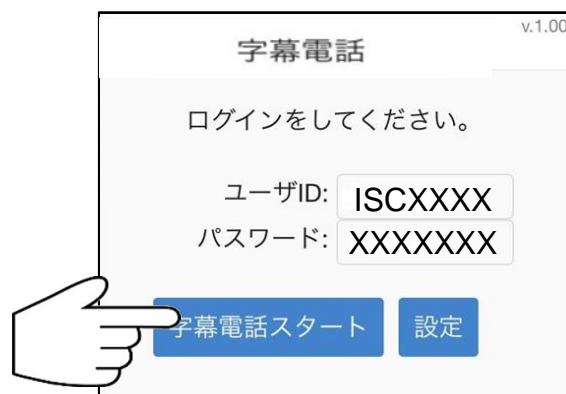 字幕電話
v.1.00
ログインをしてください。
ユーザID: ISCXXXX
パスワード: XXXXXXX
字幕電話スタート 設定